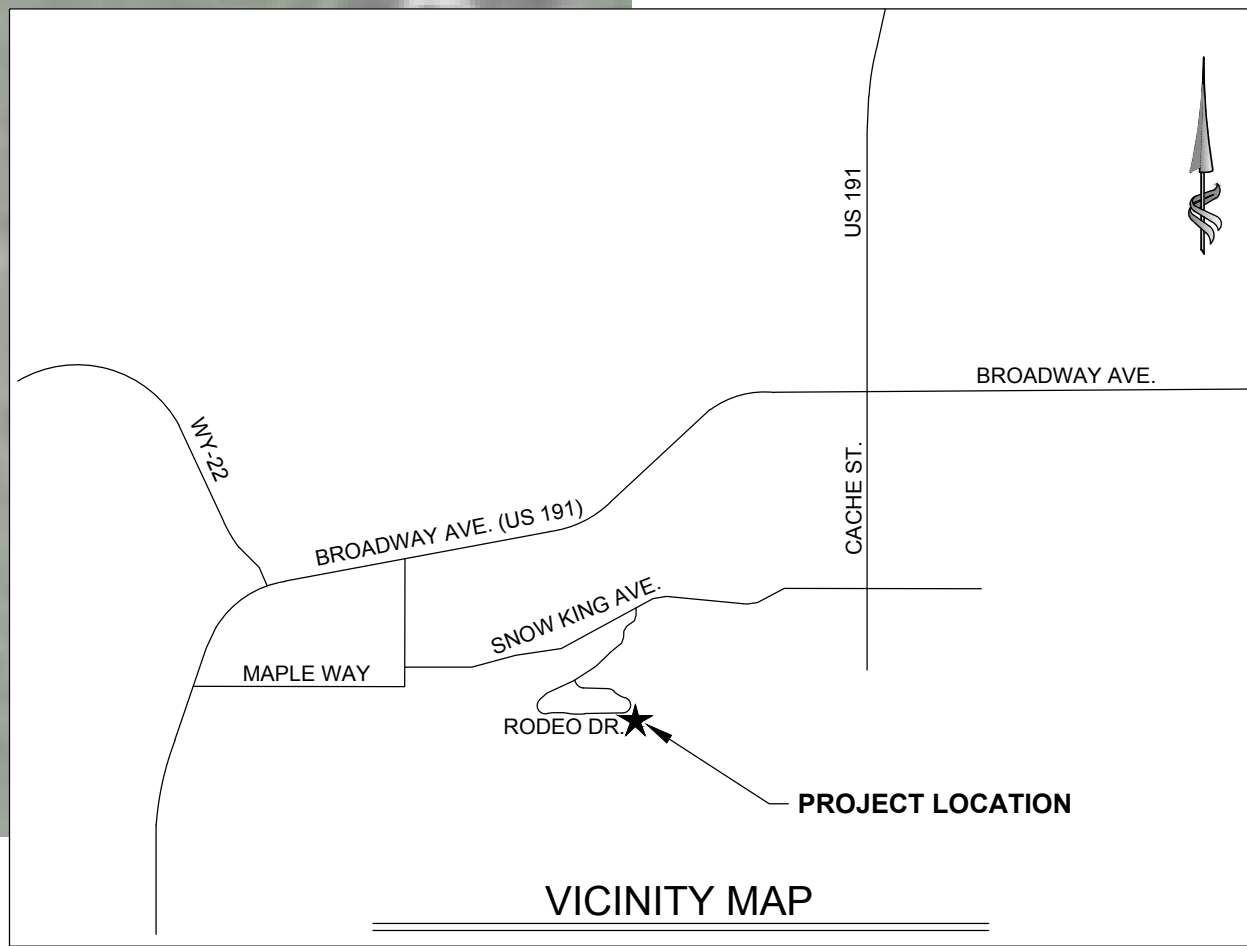 US 191
BROADWAY AVE.
WY-22
CACHE ST.
BROADWAY AVE. (US 191)
SNOW KING AVE.
MAPLE WAY
RODEO DR.
PROJECT LOCATION
VICINITY MAP